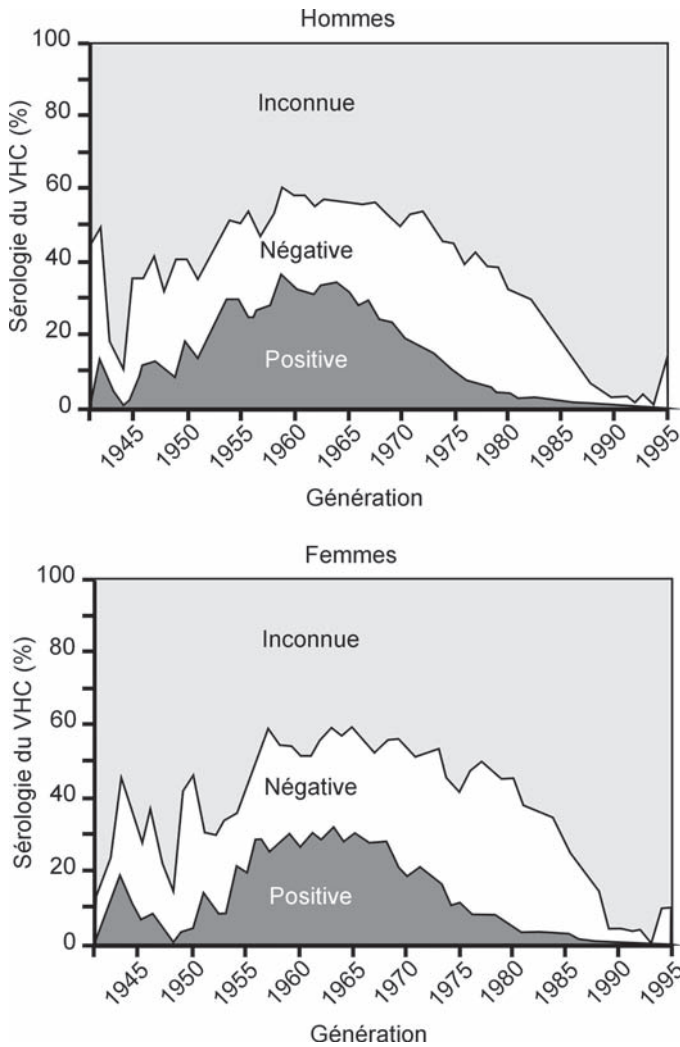 Hommes
Sérologie du VHC (%)
100
80
60
40
20
0
Inconnue
Négative
Positive
1945
1950
1955
1960
1965
1970
1975
1980
1985
1990
1995
Génération
Femmes
Sérologie du VHC (%)
100
80
60
40
20
0
Inconnue
Négative
Positive
1945
1950
1955
1960
1965
1970
1975
1980
1985
1990
1995
Génération